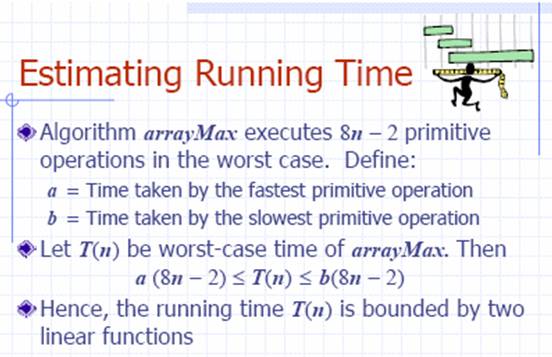 Estimating Running Time
Algorithm arrayMax executes 8n − 2 primitive
operations in the worst case. Define:
a = Time taken by the fastest primitive operation
b = Time taken by the slowest primitive operation
Let T(n) be worst-case time of arrayMax. Then
a (8n − 2) ≤ T(n) ≤ b(8n − 2)
Hence, the running time T(n) is bounded by two
linear functions